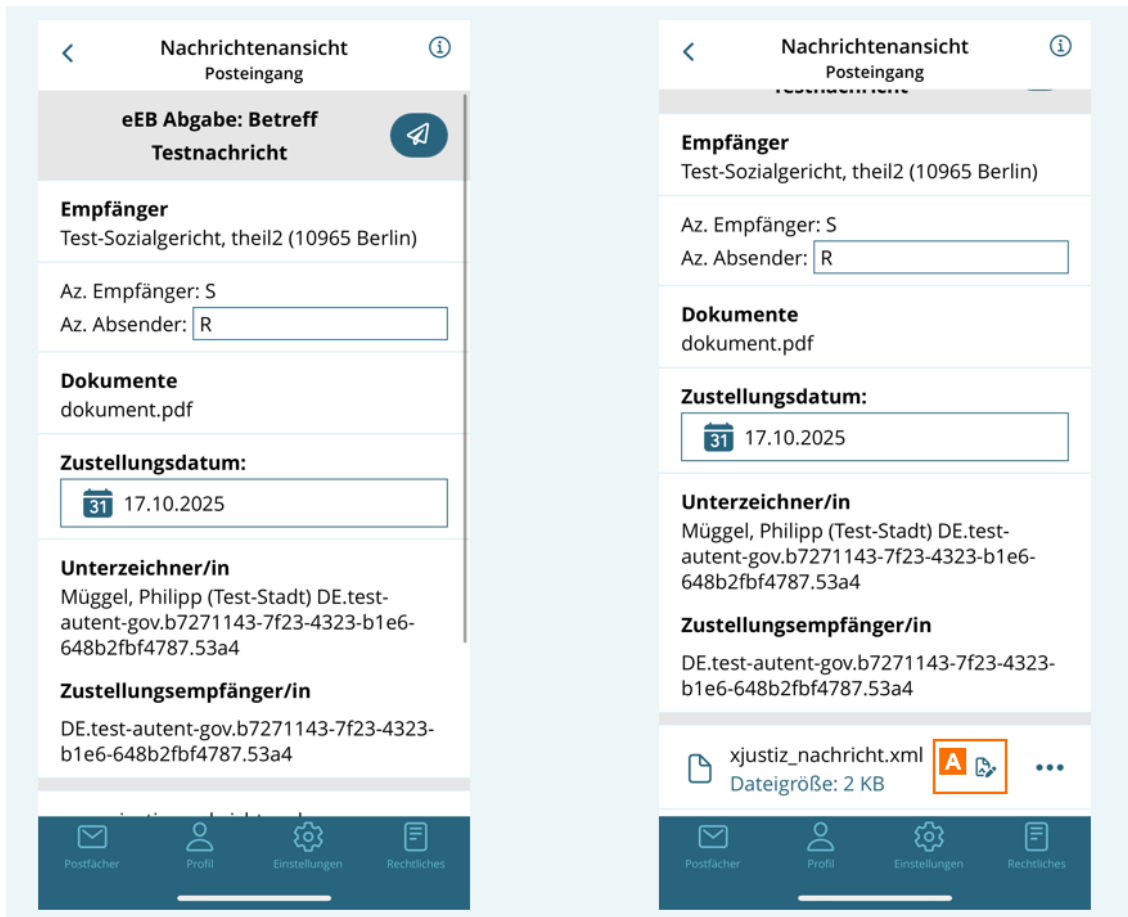 Nachrichtenansicht
Posteingang
eEB Abgabe: Betreff
Testnachricht
Empfänger
Test-Sozialgericht, theil2 (10965 Berlin)
Az. Empfänger: S
Az. Absender: R
Dokumente
dokument.pdf
Zustellungsdatum:
31 17.10.2025
Unterzeichner/in
Müggel, Philipp (Test-Stadt) DE.test-
autent-gov.b7271143-7f23-4323-b1e6-
648b2fbf4787.53a4
Zustellungsempfänger/in
DE.test-autent-gov.b7271143-7f23-4323-
b1e6-648b2fbf4787.53a4
Postfächer Profil Einstellungen Rechtliches
Nachrichtenansicht
Posteingang
Testnachricht
Empfänger
Test-Sozialgericht, theil2 (10965 Berlin)
Az. Empfänger: S
Az. Absender: R
Dokumente
dokument.pdf
Zustellungsdatum:
31 17.10.2025
Unterzeichner/in
Müggel, Philipp (Test-Stadt) DE.test-
autent-gov.b7271143-7f23-4323-b1e6-
648b2fbf4787.53a4
Zustellungsempfänger/in
DE.test-autent-gov.b7271143-7f23-4323-
b1e6-648b2fbf4787.53a4
xjustiz_nachricht.xml A
Dateigröße: 2 KB
Postfächer Profil Einstellungen Rechtliches